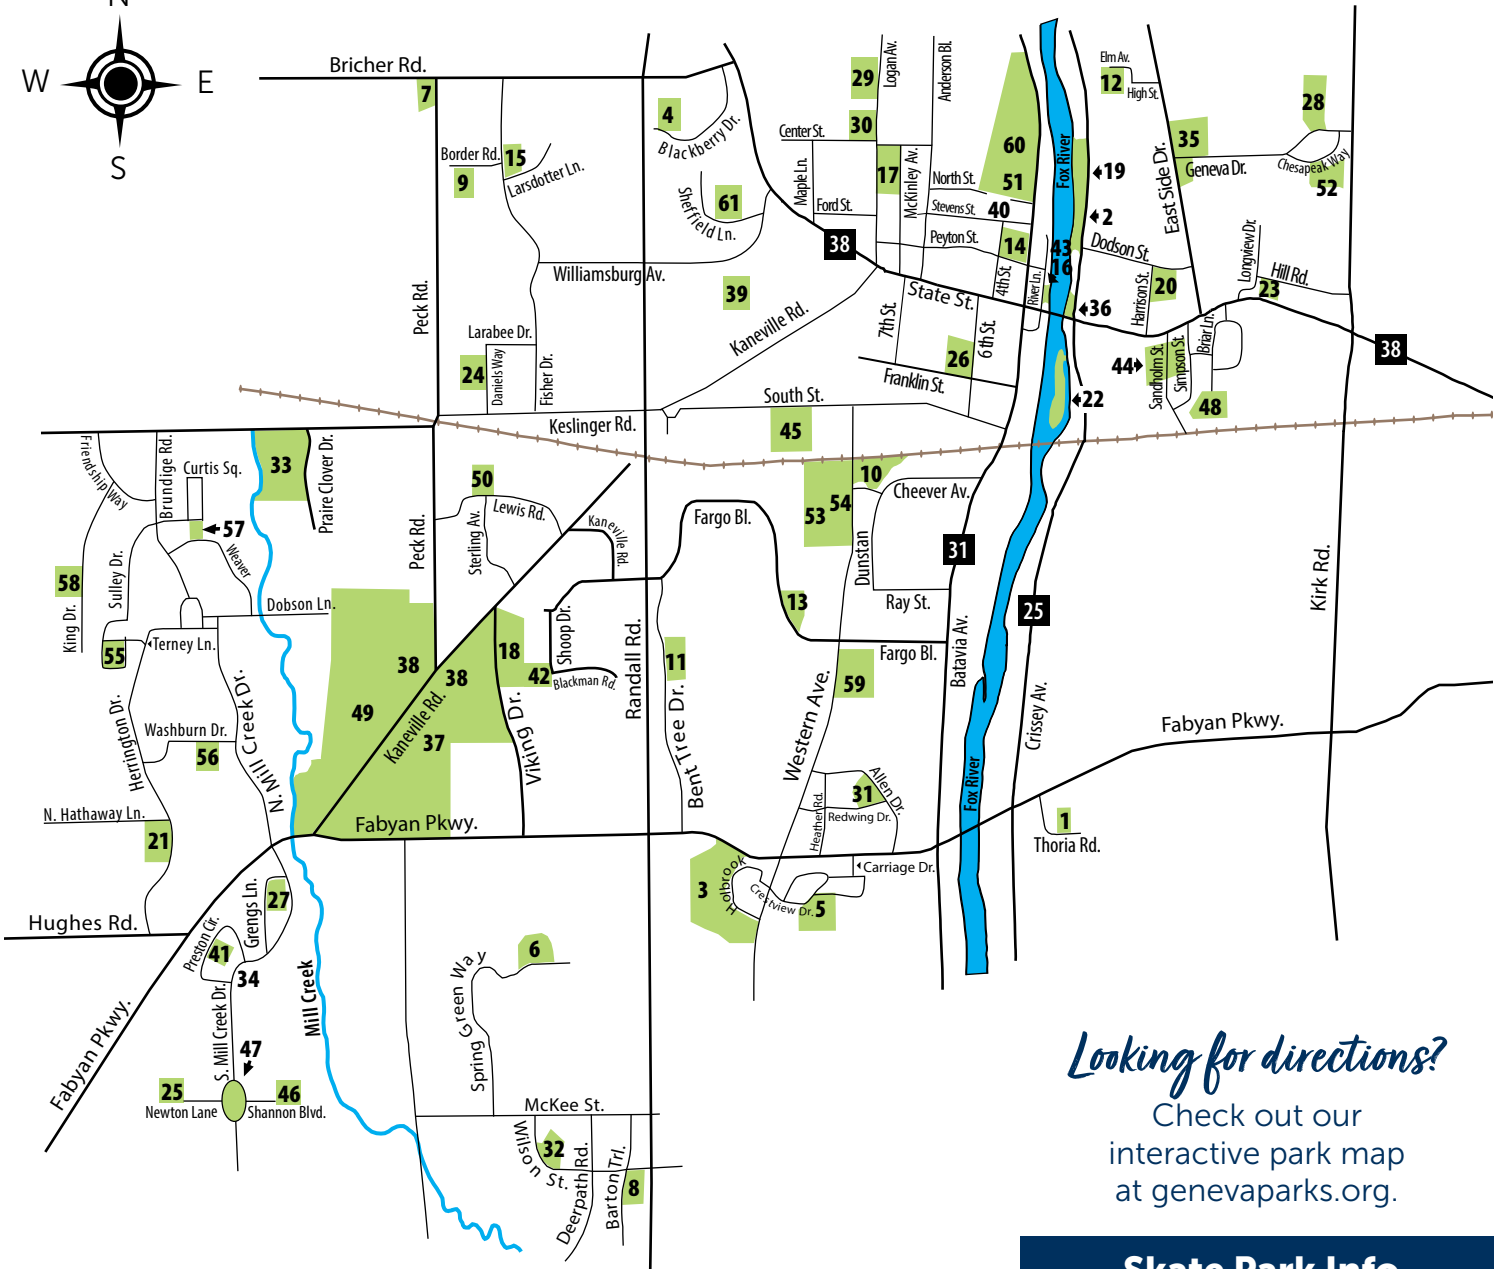 N
W
E
S
Bricher Rd.
7
4
Blackberry Dr.
29
Logan Av.
Anderson Bl.
30
Center St.
60
Fox River
Elm Av.
12
High St.
28
35
Geneva Dr.
Chesapeak Way
52
East Side Dr.
Border Rd.
15
9
Larsdotter Ln.
Sheffield Ln.
61
Maple Ln.
Ford St.
17
McKinley Av.
North St.
51
Stevens St.
40
19
2
38
Peyton St.
14
43
16
Dodson St.
Longview Dr.
Hill Rd.
Harrison St.
20
23
Williamsburg Av.
39
4th St.
River Ln.
36
State St.
Peck Rd.
Larabee Dr.
24
Daniels Way
Fisher Dr.
Kaneville Rd.
7th St.
6th St.
26
Franklin St.
44
Sandholm St.
Simpson St.
Briar Ln.
38
48
22
South St.
45
Keslinger Rd.
Friendship Way
Brundige Rd.
Curtis Sq.
33
Prairie Clover Dr.
57
Weaver
50
Lewis Rd.
Sterling Av.
Peck Rd.
Kaneville Rd.
Fargo Bl.
10
54
53
Cheever Av.
Dunstan
31
Ray St.
25
Kirk Rd.
58
King Dr.
Sulley Dr.
Dobson Ln.
55
Terney Ln.
13
Fargo Bl.
Batavia Av.
38
38
18
42
Shoop Dr.
Blackman Rd.
Randall Rd.
11
59
49
37
Kaneville Rd.
Viking Dr.
Bent Tree Dr.
Western Ave.
Crissey Av.
Fabyan Pkwy.
Herrington Dr.
Washburn Dr.
56
N. Mill Creek Dr.
Fox River
N. Hathaway Ln.
21
Fabyan Pkwy.
31
Allen Dr.
Heather Rd.
Redwing Dr.
1
Thoria Rd.
Carriage Dr.
3
Holbrook
Crestview Dr.
5
27
Grengs Ln.
Hughes Rd.
Preston Cir.
41
34
S. Mill Creek Dr.
Mill Creek
6
Spring Green Way
Fabyan Pkwy.
47
25
46
Newton Lane
Shannon Blvd.
McKee St.
Wilson St.
32
Deerpath Rd.
Barton Trl.
8
Looking for directions?
Check out our
interactive park map
at genevaparks.org.